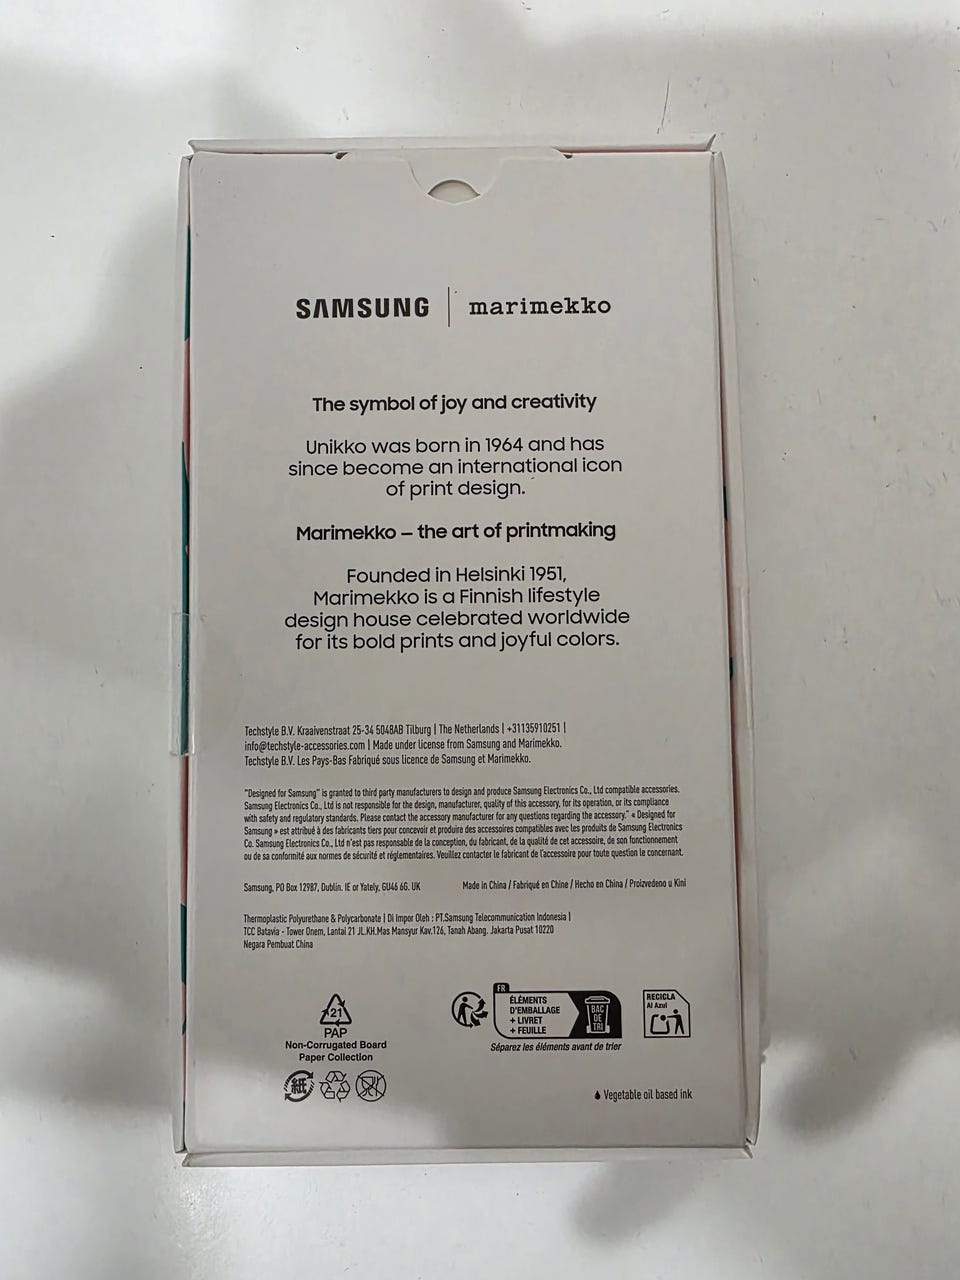 SAMSUNG | marimekko
The symbol of joy and creativity
Unikko was born in 1964 and has
since become an international icon
of print design.
Marimekko – the art of printmaking
Founded in Helsinki 1951,
Marimekko is a Finnish lifestyle
design house celebrated worldwide
for its bold prints and joyful colors.
Techstyle B.V. Kraaivenstraat 25-34 5048AB Tilburg | The Netherlands | +31135910251 |
info@techstyle-accessories.com | Made under license from Samsung and Marimekko.
Techstyle B.V. Les Pays-Bas Fabriqué sous licence de Samsung et Marimekko.
"Designed for Samsung" is granted to third party manufacturers to design and produce Samsung Electronics Co., Ltd compatible accessories.
Samsung Electronics Co., Ltd is not responsible for the design, manufacturer, quality of this accessory, for its operation, or its compliance
with safety and regulatory standards. Please contact the accessory manufacturer for any questions regarding the accessory." « Designed for
Samsung » est attribué à des fabricants tiers pour concevoir et produire des accessoires compatibles avec les produits de Samsung Electronics
Co. Samsung Electronics Co., Ltd n'est pas responsable de la conception, du fabricant, de la qualité de cet accessoire, de son fonctionnement
ou de sa conformité aux normes de sécurité et réglementaires. Veuillez contacter le fabricant de l'accessoire pour toute question le concernant.
Samsung, PO Box 12987, Dublin. IE or Yately, GU46 6G. UK
Made in China / Fabriqué en Chine / Hecho en China / Proizvedeno u Kini
Thermoplastic Polyurethane & Polycarbonate | Di Impor Oleh : PT.Samsung Telecommunication Indonesia |
TCC Batavia - Tower Onem, Lantai 21 JL.KH.Mas Mansyur Kav.126, Tanah Abang. Jakarta Pusat 10220
Negara Pembuat China
21
PAP
Non-Corrugated Board
Paper Collection
紙
FR
ÉLÉMENTS
D'EMBALLAGE
+ LIVRET
+ FEUILLE
BAC
DE
TRI
Séparez les éléments avant de trier
RECICLA
Al Azul
Vegetable oil based ink